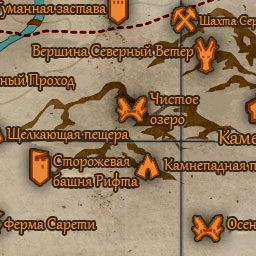 Туманная застава
Шахта Сер
Вершина Северный Ветер
ный Проход
Чистое
озеро
Щелкающая пещера
Каме
Сторожевая
башня Рифта
Камнепадная п
Ферма Сарети
Осен